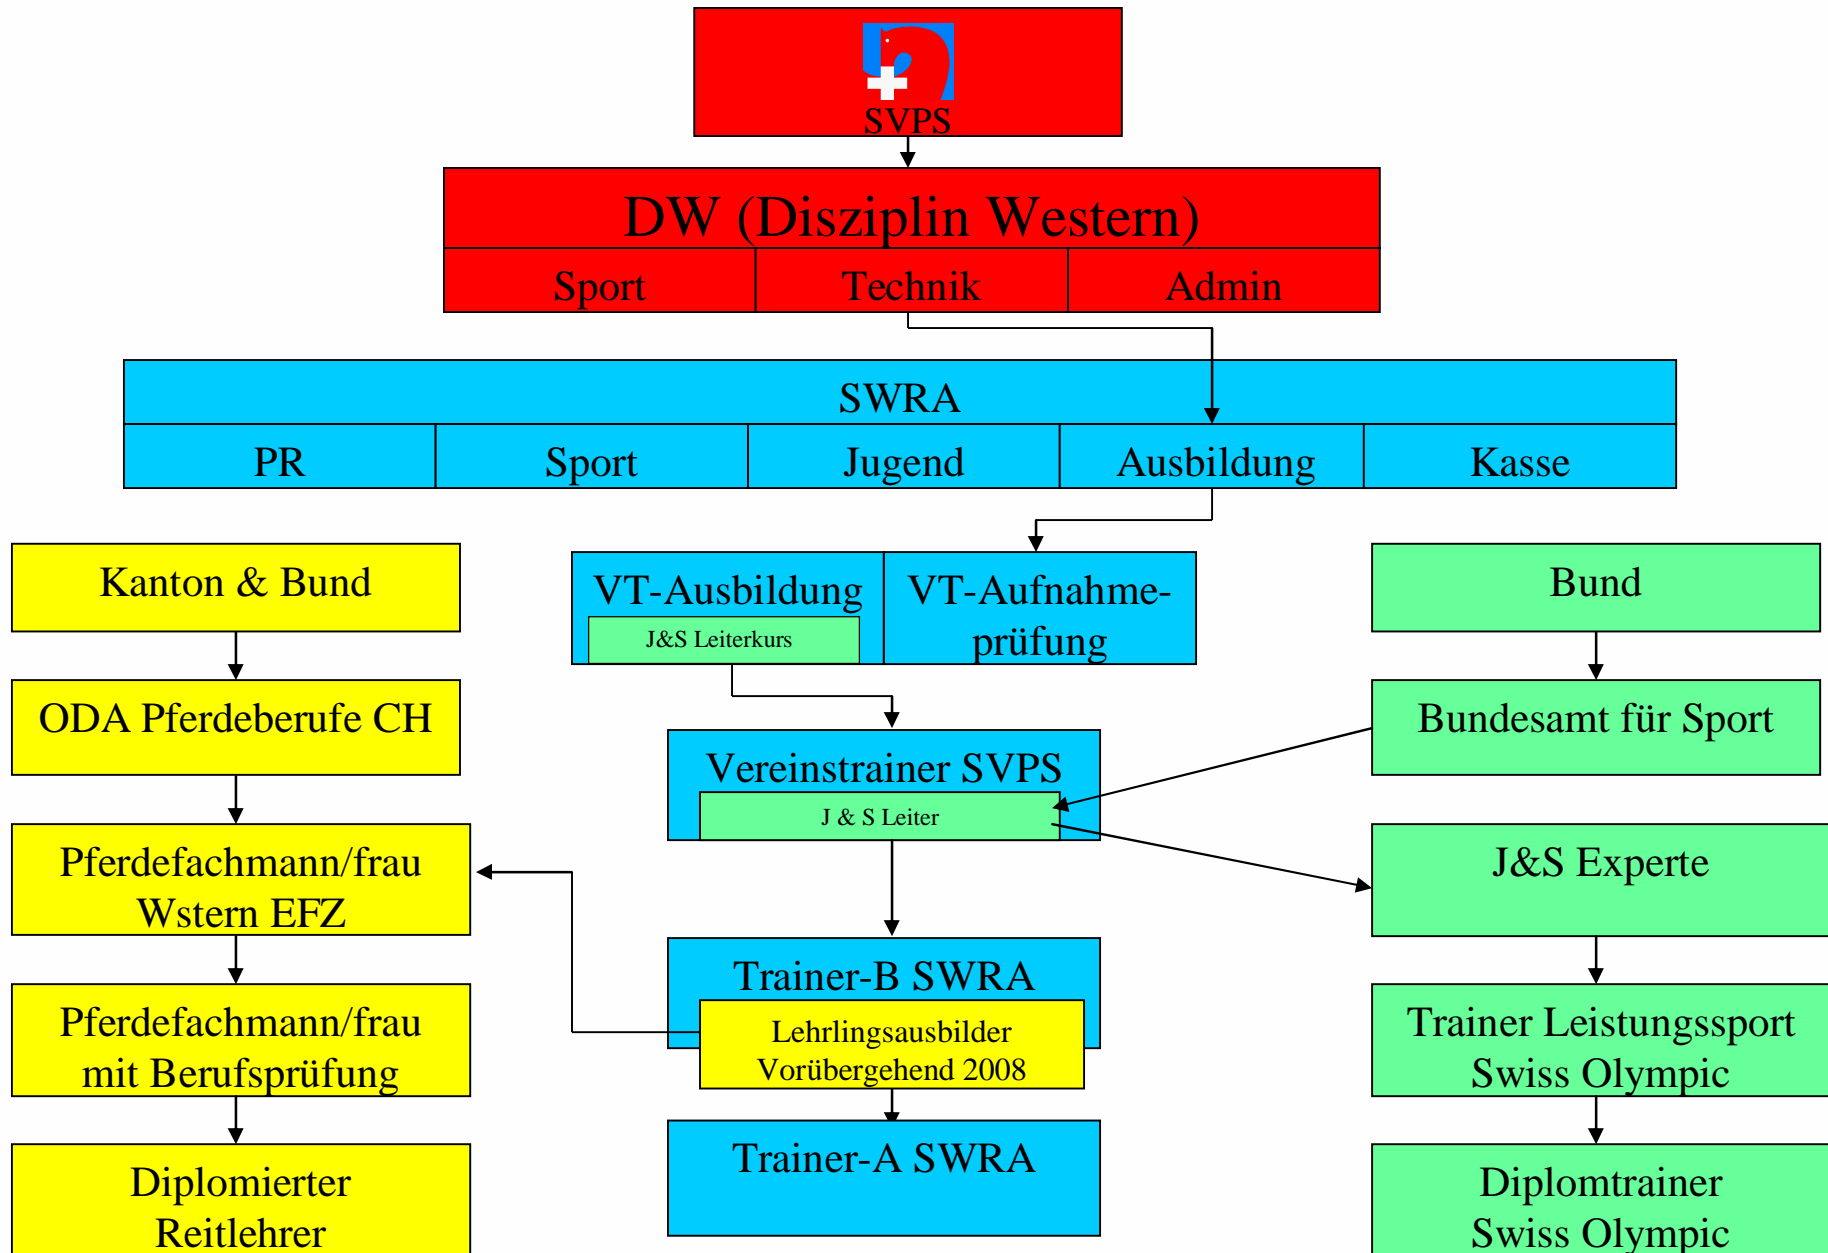 SVPS
DW (Disziplin Western)
Sport
Technik
Admin
SWRA
PR
Sport
Jugend
Ausbildung
Kasse
Kanton & Bund
VT-Ausbildung
J&S Leiterkurs
VT-Aufnahme-
prüfung
Bund
ODA Pferdeberufe CH
Vereinstrainer SVPS
J & S Leiter
Bundesamt für Sport
Pferdefachmann/frau
Wstern EFZ
J&S Experte
Trainer-B SWRA
Lehrlingsausbilder
Vorübergehend 2008
Pferdefachmann/frau
mit Berufsprüfung
Trainer Leistungssport
Swiss Olympic
Trainer-A SWRA
Diplomierter
Reitlehrer
Diplomtrainer
Swiss Olympic